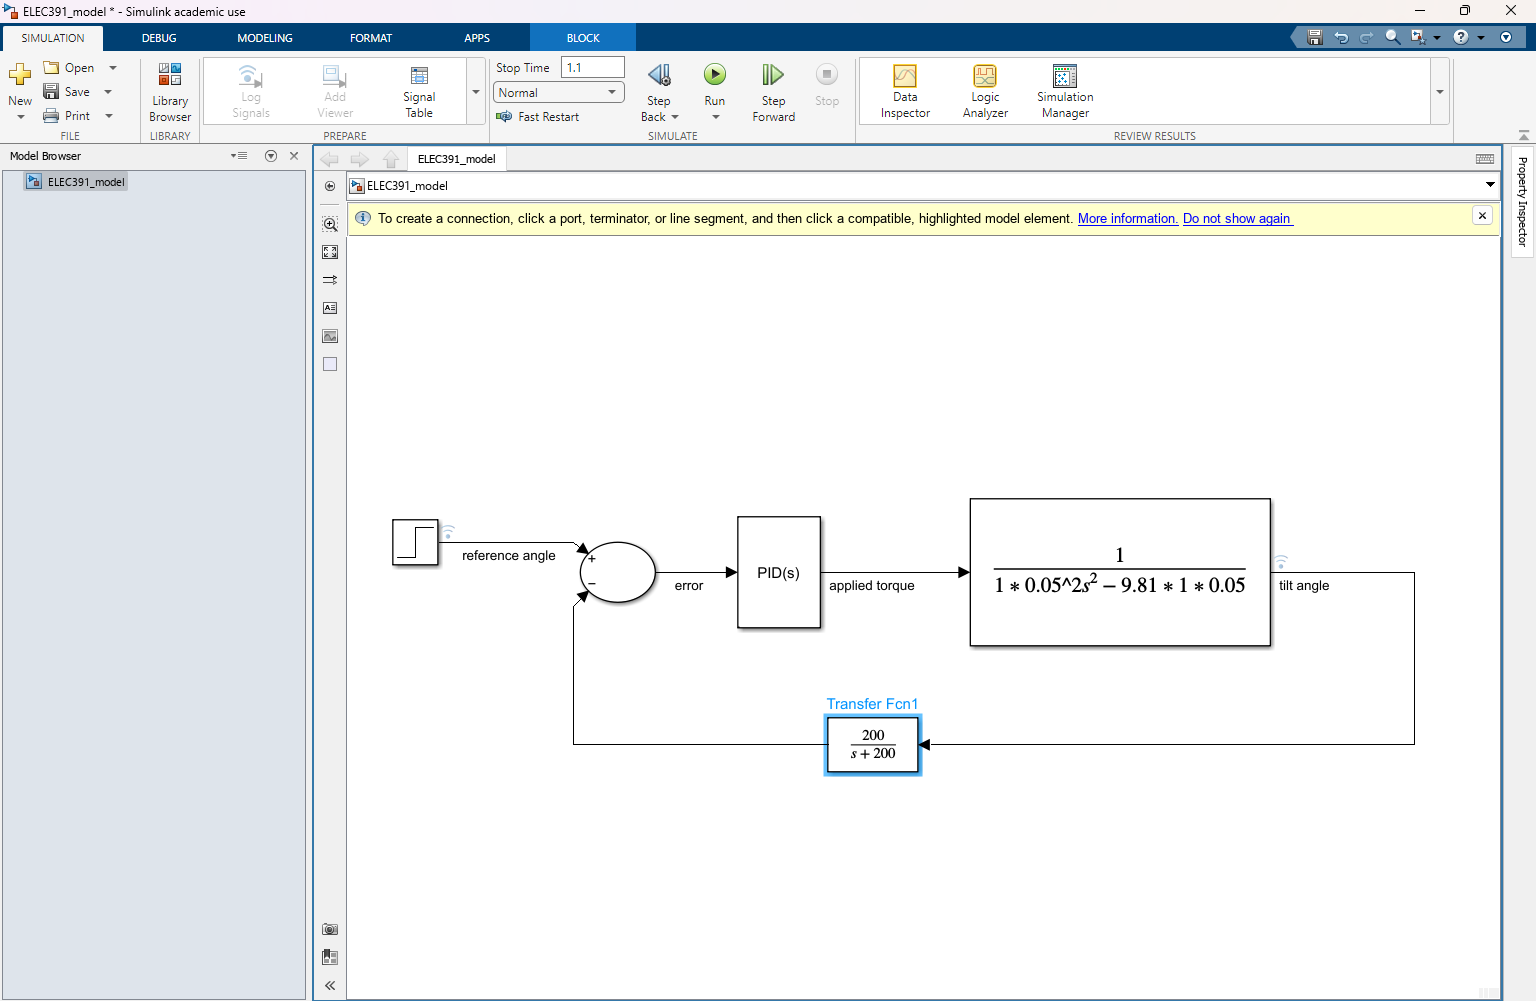 ELEC391_model * - Simulink academic use
SIMULATION DEBUG MODELING FORMAT APPS BLOCK
New
Open
Save
Print
FILE
Library
Browser
LIBRARY
Log
Signals
Add
Viewer
Signal
Table
PREPARE
Stop Time 1.1
Normal
Fast Restart
Step
Back
Run
Step
Forward
Stop
SIMULATE
Data
Inspector
Logic
Analyzer
Simulation
Manager
REVIEW RESULTS
Model Browser
ELEC391_model
ELEC391_model
ELEC391_model
To create a connection, click a port, terminator, or line segment, and then click a compatible, highlighted model element. More information. Do not show again
Property Inspector
reference angle
+
−
error
PID(s)
applied torque
1
1 * 0.05^2s² − 9.81 * 1 * 0.05
tilt angle
Transfer Fcn1
200
s + 200